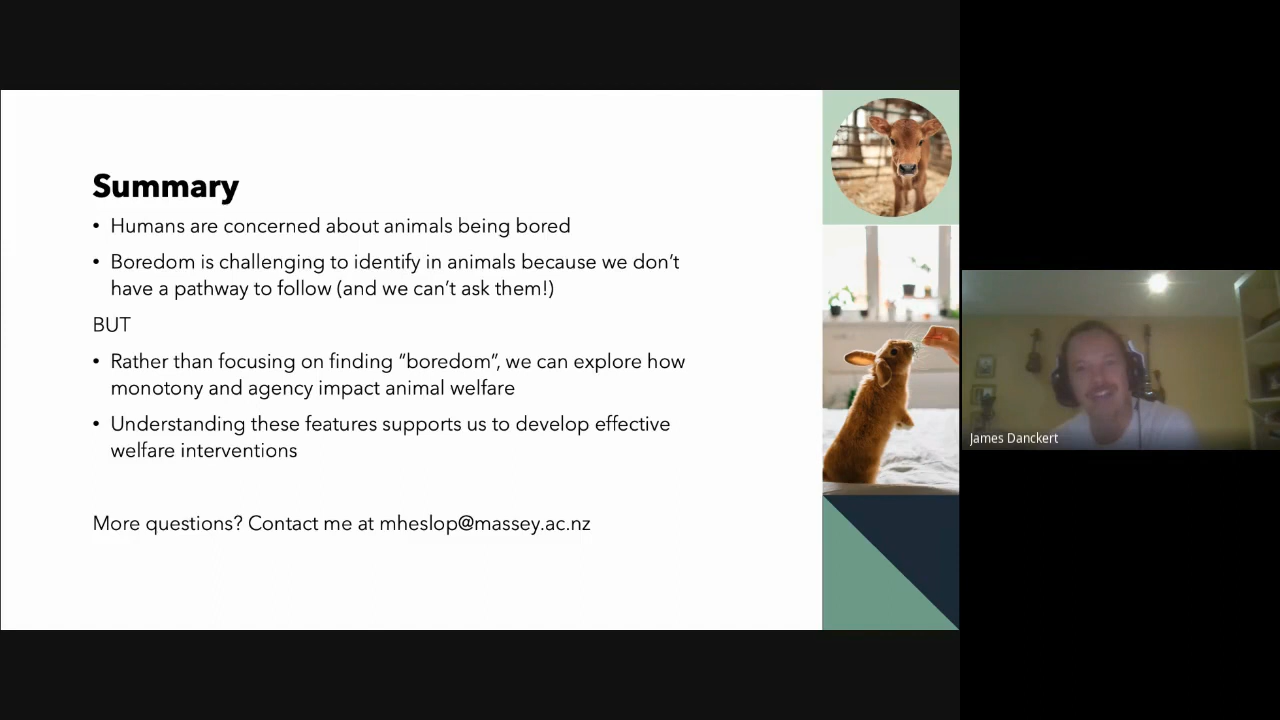 Summary
• Humans are concerned about animals being bored
• Boredom is challenging to identify in animals because we don’t
have a pathway to follow (and we can’t ask them!)
BUT
• Rather than focusing on finding “boredom”, we can explore how
monotony and agency impact animal welfare
• Understanding these features supports us to develop effective
welfare interventions
More questions? Contact me at mheslop@massey.ac.nz
James Danckert